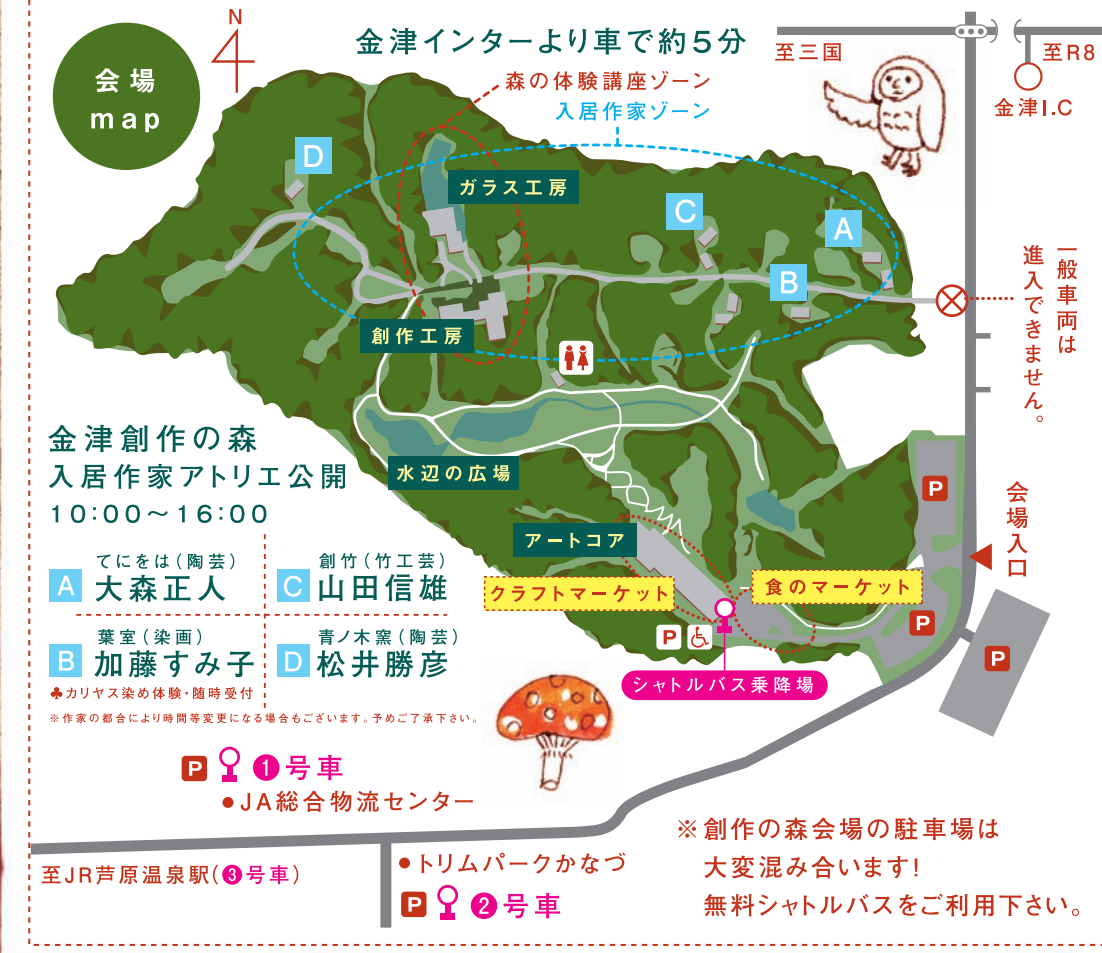 会場
map
N
金津インターより車で約5分
森の体験講座ゾーン
入居作家ゾーン
至三国
至R8
金津I.C
D
ガラス工房
C
A
B
創作工房
一般車両は
進入できません。
水辺の広場
アートコア
クラフトマーケット
食のマーケット
P
会場入口
P
P
P
シャトルバス乗降場
金津創作の森
入居作家アトリエ公開
10:00〜16:00
A
てにをは(陶芸)
大森正人
C
創竹(竹工芸)
山田信雄
B
葉室(染画)
加藤すみ子
♣カリヤス染め体験・随時受付
D
青ノ木窯(陶芸)
松井勝彦
※作家の都合により時間等変更になる場合もございます。予めご了承下さい。
P ❶号車
●JA総合物流センター
至JR芦原温泉駅(❸号車)
●トリムパークかなづ
P ❷号車
※創作の森会場の駐車場は
大変混み合います!
無料シャトルバスをご利用下さい。